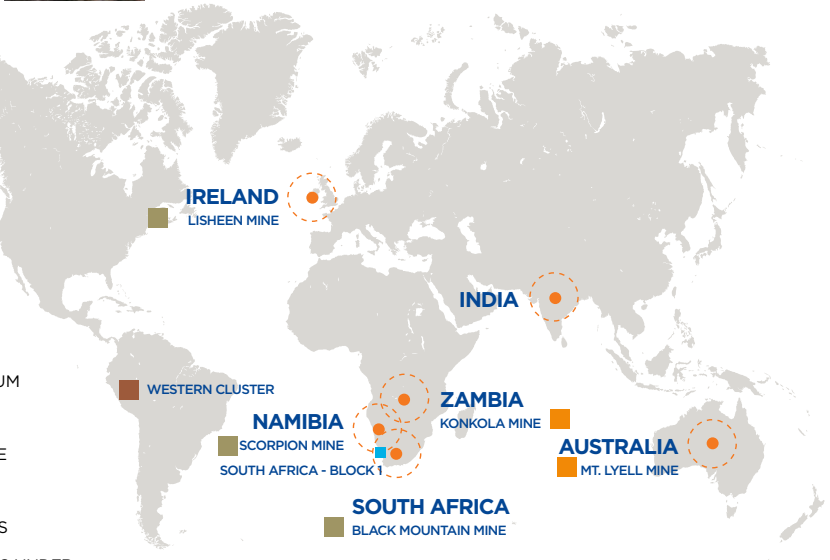 IRELAND
LISHEEN MINE
INDIA
UM
WESTERN CLUSTER
ZAMBIA
KONKOLA MINE
NAMIBIA
SCORPION MINE
AUSTRALIA
E
SOUTH AFRICA - BLOCK 1
MT. LYELL MINE
SOUTH AFRICA
S
BLACK MOUNTAIN MINE